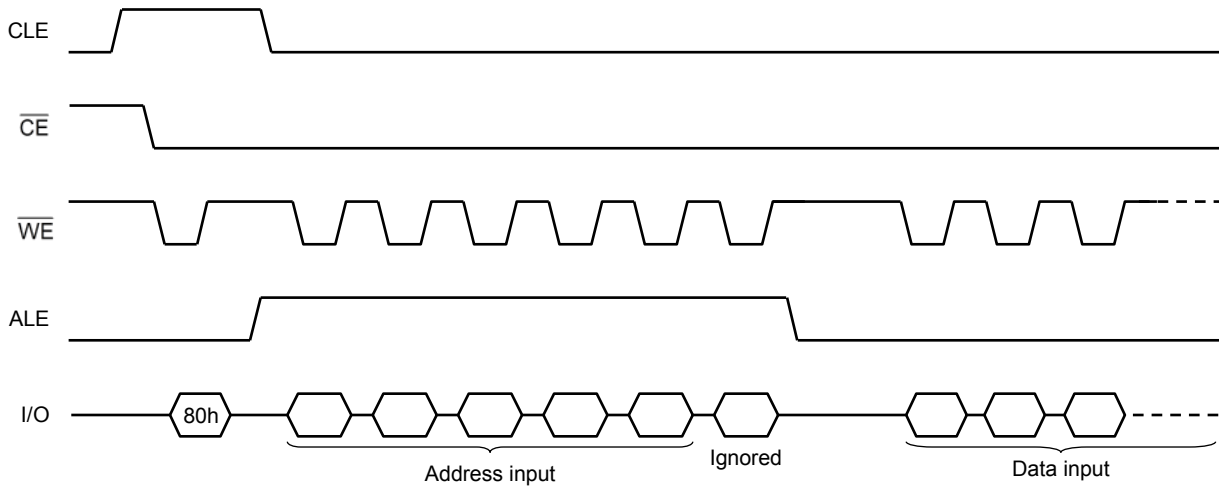 CLE
CE
WE
ALE
I/O
80h
Address input
Ignored
Data input